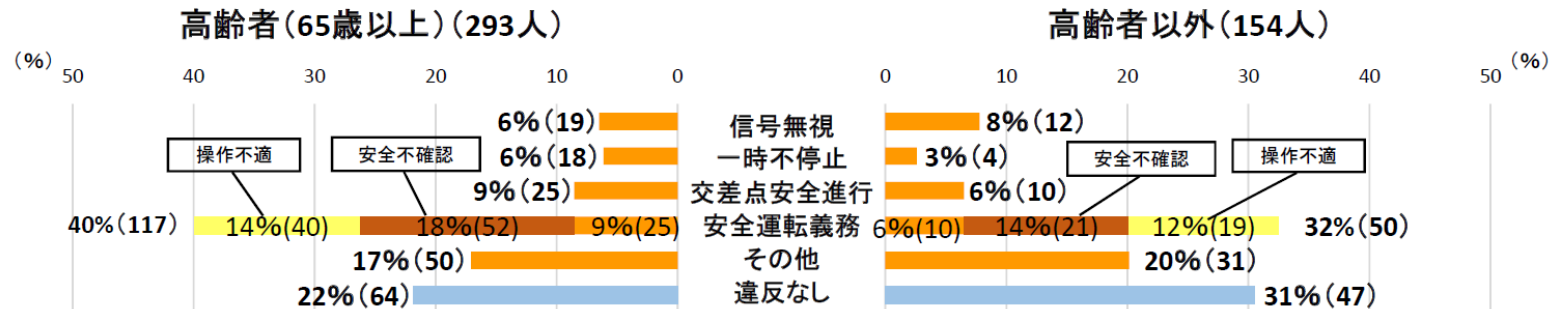 高齢者（65歳以上）（293人）
高齢者以外（154人）
（%） 50 40 30 20 10 0
0 10 20 30 40 50 （%）
6%（19） 信号無視 8%（12）
操作不適 安全不確認 6%（18） 一時不停止 3%（4） 安全不確認 操作不適
9%（25） 交差点安全進行 6%（10）
40%（117） 14%(40) 18%(52) 9%(25) 安全運転義務 6%(10) 14%(21) 12%(19) 32%（50）
17%（50） その他 20%（31）
22%（64） 違反なし 31%（47）